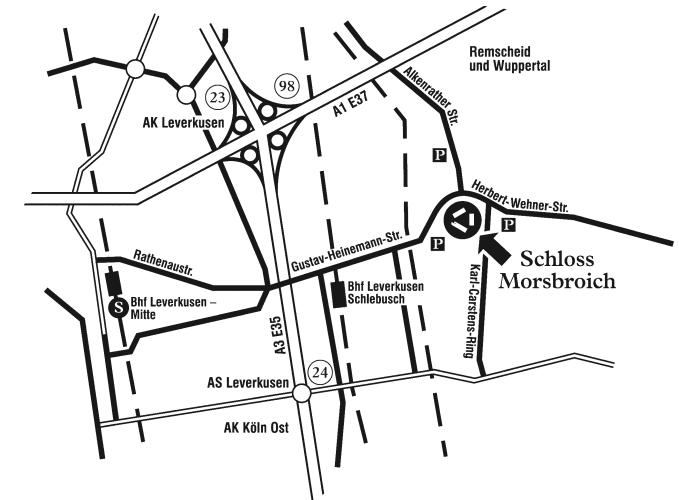 Remscheid
und Wuppertal
98
23
AK Leverkusen
A1 E37
Alkenrather Str.
P
Herbert-Wehner-Str.
P
P
Schloss
Morsbroich
Gustav-Heinemann-Str.
Rathenaustr.
Bhf Leverkusen –
Mitte
S
Bhf Leverkusen
Schlebusch
Karl-Carstens-Ring
A3 E35
24
AS Leverkusen
AK Köln Ost